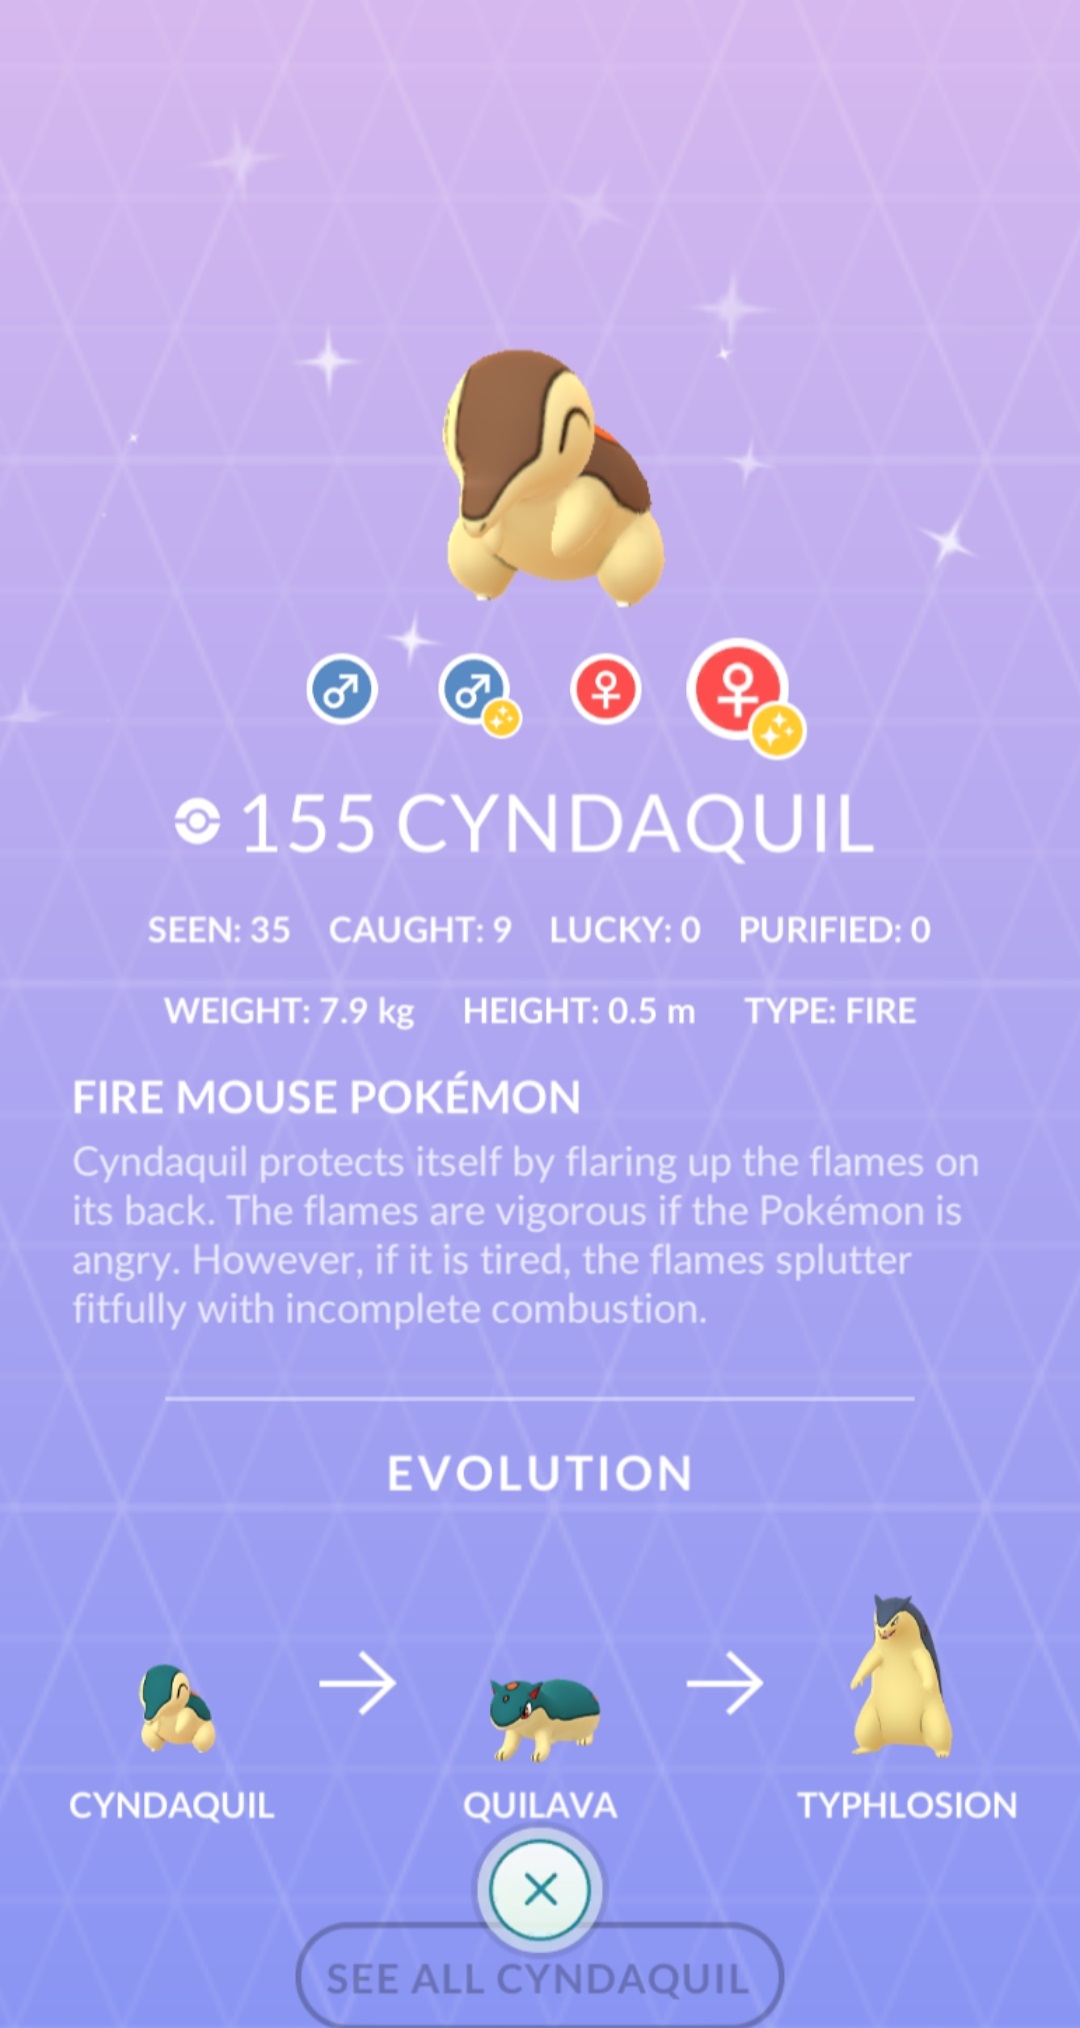 155 CYNDAQUIL
SEEN: 35 CAUGHT: 9 LUCKY: 0 PURIFIED: 0
WEIGHT: 7.9 kg HEIGHT: 0.5 m TYPE: FIRE
FIRE MOUSE POKÉMON
Cyndaquil protects itself by flaring up the flames on
its back. The flames are vigorous if the Pokémon is
angry. However, if it is tired, the flames splutter
fitfully with incomplete combustion.
EVOLUTION
CYNDAQUIL QUILAVA TYPHLOSION
SEE ALL CYNDAQUIL